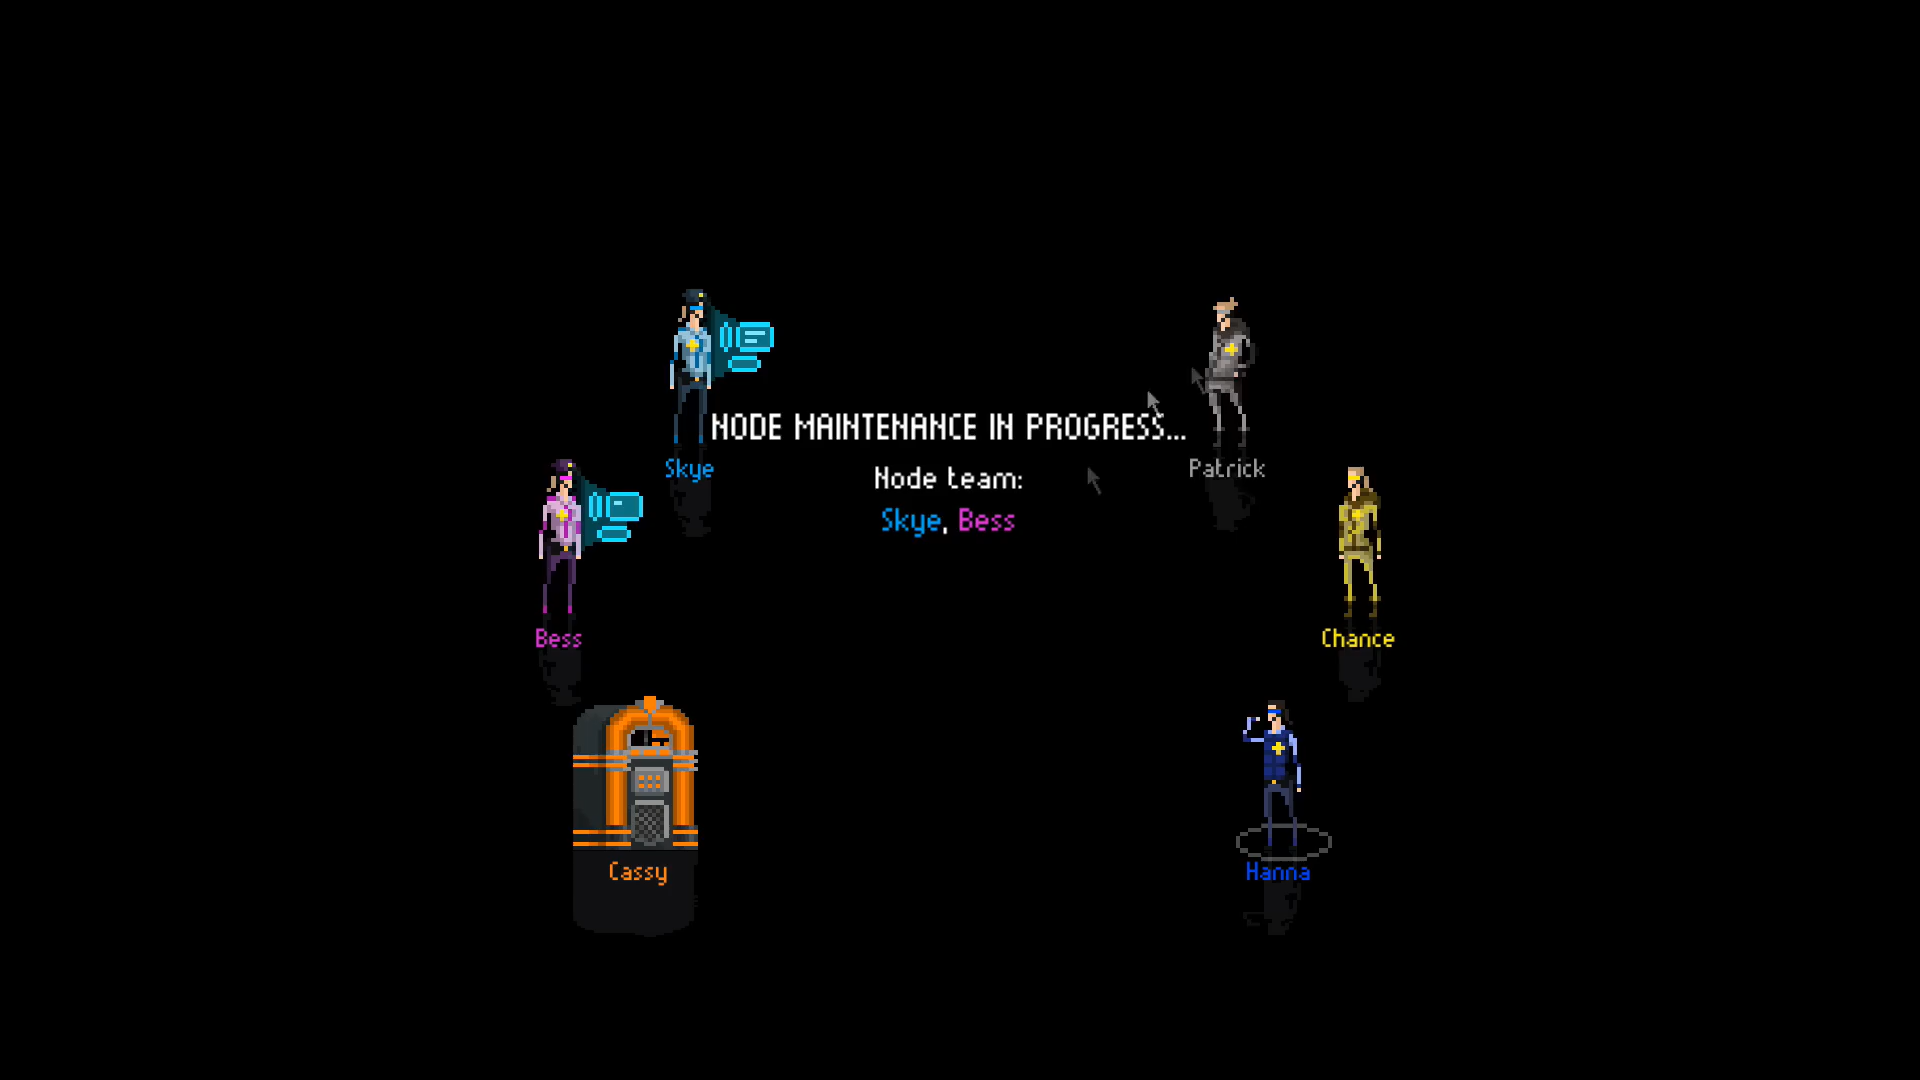 NODE MAINTENANCE IN PROGRESS...
Skye
Patrick
Node team:
Skye, Bess
Bess
Chance
Cassy
Hanna